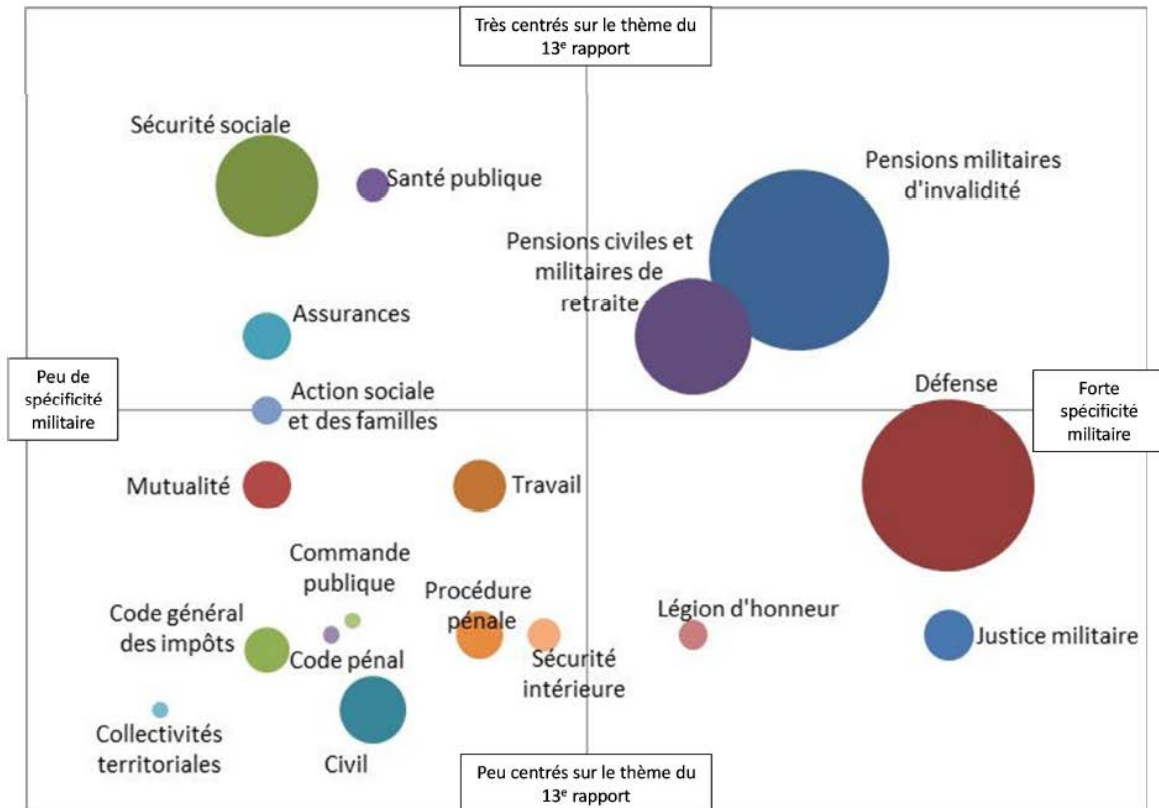 Très centrés sur le thème du
13e rapport
Sécurité sociale
Santé publique
Pensions militaires
d'invalidité
Pensions civiles et
militaires de
retraite
Assurances
Peu de
spécificité
militaire
Action sociale
et des familles
Défense
Forte
spécificité
militaire
Mutualité
Travail
Commande
publique
Code général
des impôts
Code pénal
Procédure
pénale
Sécurité
intérieure
Légion d'honneur
Justice militaire
Collectivités
territoriales
Civil
Peu centrés sur le thème du
13e rapport